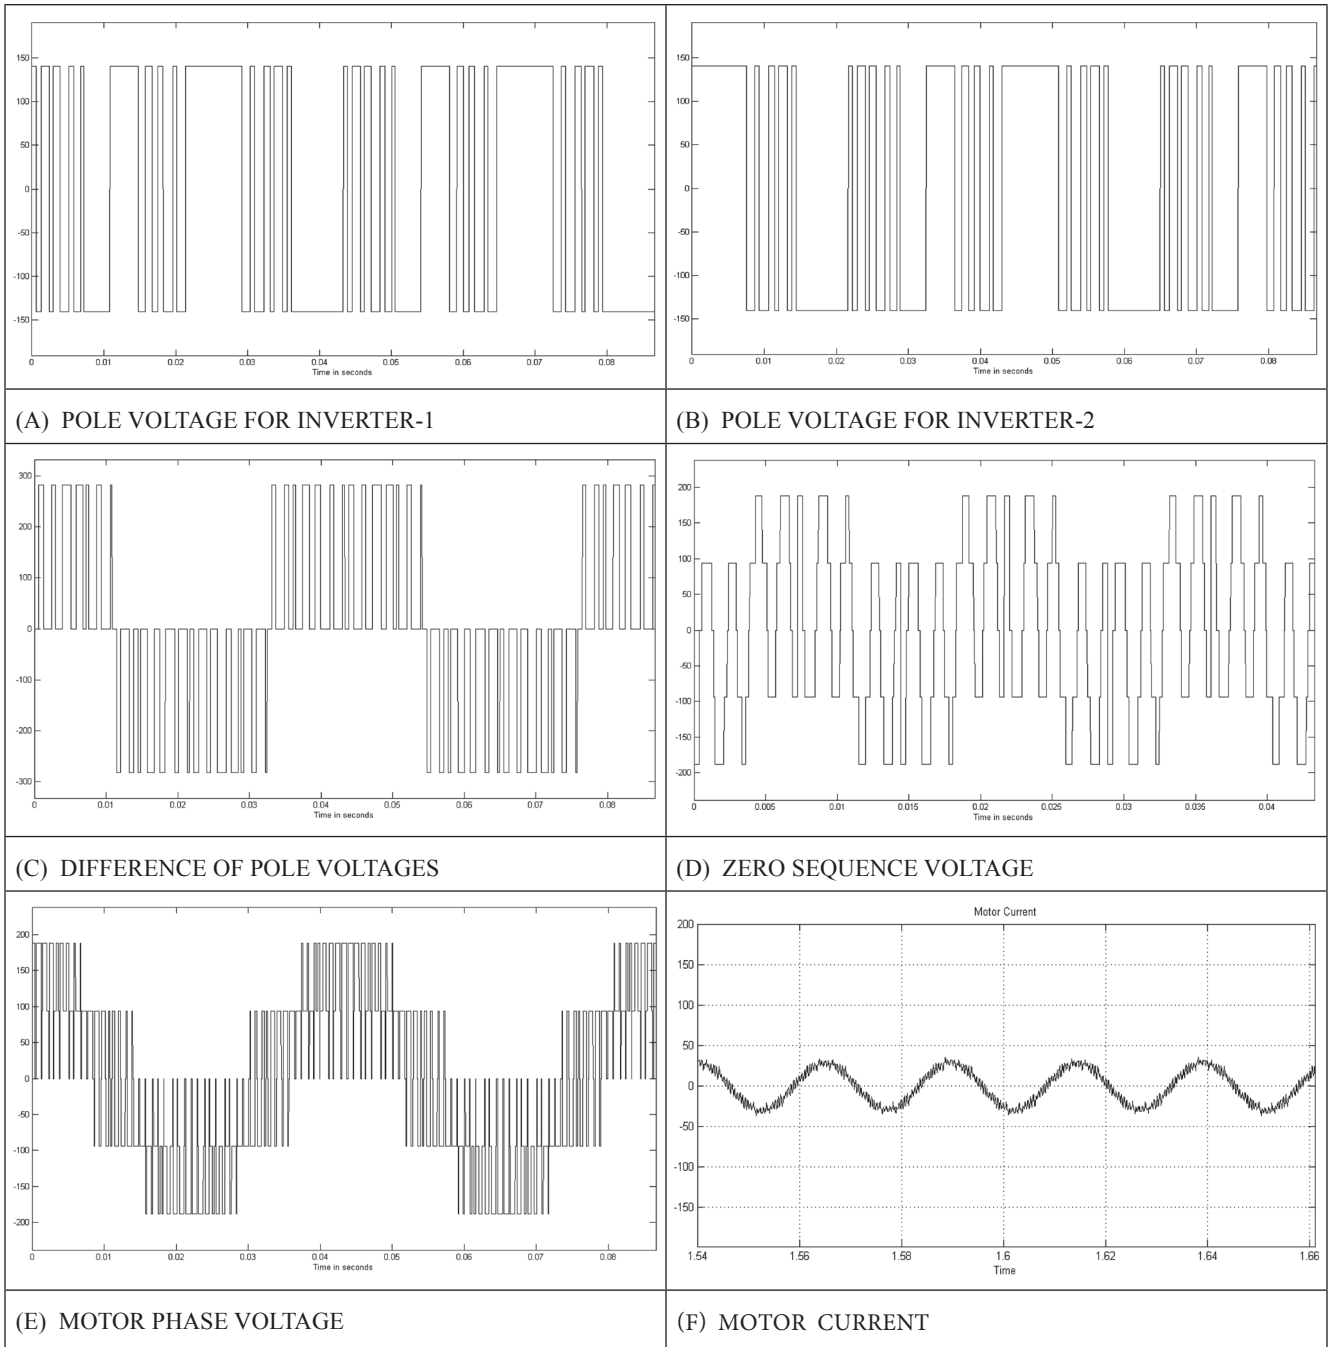 150
100
50
0
-50
-100
-150
0 0.01 0.02 0.03 0.04 0.05 0.06 0.07 0.08
Time in seconds
(A) POLE VOLTAGE FOR INVERTER-1
150
100
50
0
-50
-100
-150
0 0.01 0.02 0.03 0.04 0.05 0.06 0.07 0.08
Time in seconds
(B) POLE VOLTAGE FOR INVERTER-2
300
200
100
0
-100
-200
-300
0 0.01 0.02 0.03 0.04 0.05 0.06 0.07 0.08
Time in seconds
(C) DIFFERENCE OF POLE VOLTAGES
200
150
100
50
0
-50
-100
-150
-200
0 0.005 0.01 0.015 0.02 0.025 0.03 0.035 0.04
Time in seconds
(D) ZERO SEQUENCE VOLTAGE
200
150
100
50
0
-50
-100
-150
-200
0 0.01 0.02 0.03 0.04 0.05 0.06 0.07 0.08
Time in seconds
(E) MOTOR PHASE VOLTAGE
Motor Current
200
150
100
50
0
-50
-100
-150
1.54 1.56 1.58 1.6 1.62 1.64 1.66
Time
(F) MOTOR CURRENT